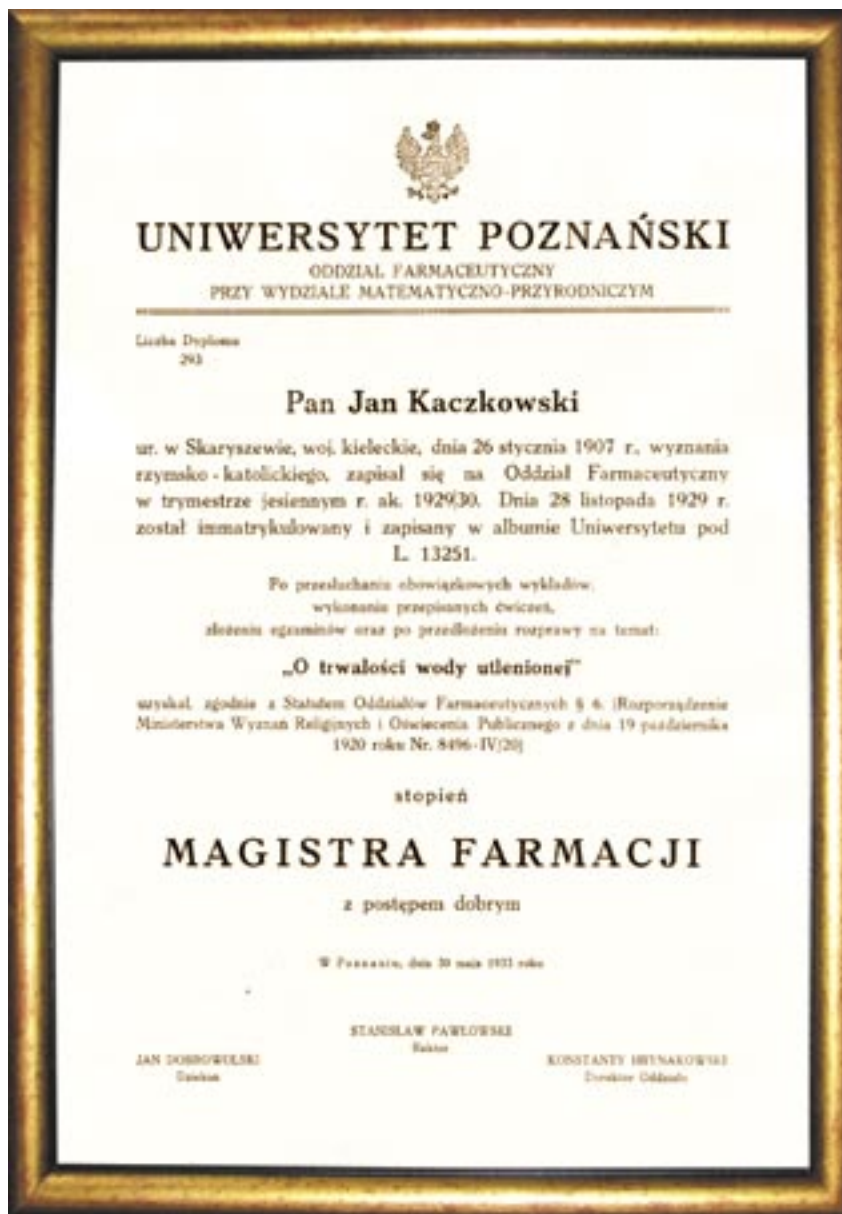 UNIWERSYTET POZNAŃSKI
ODDZIAŁ FARMACEUTYCZNY
PRZY WYDZIALE MATEMATYCZNO-PRZYRODNICZYM
Liczba Dyplomu
293
Pan Jan Kaczkowski
ur. w Skaryszewie, woj. kieleckie, dnia 26 stycznia 1907 r., wyznania
rzymsko-katolickiego, zapisał się na Oddział Farmaceutyczny
w trymestrze jesiennym r. ak. 1929/30. Dnia 28 listopada 1929 r.
został immatrykulowany i zapisany w albumie Uniwersytetu pod
L. 13251.
Po przesłuchaniu obowiązkowych wykładów,
wykonaniu przepisanych ćwiczeń,
złożeniu egzaminów oraz po przedłożeniu rozprawy na temat:
„O trwałości wody utlenionej"
uzyskał, zgodnie z Statutem Oddziałów Farmaceutycznych § 6. (Rozporządzenie
Ministerstwa Wyznań Religijnych i Oświecenia Publicznego z dnia 19 października
1920 roku Nr. 8496-IV/20)
stopień
MAGISTRA FARMACJI
z postępem dobrym
W Poznaniu, dnia 30 maja roku
STANISŁAW PAWŁOWSKI
Rektor
JAN DOBROWOLSKI
Dziekan
KONSTANTY HRYNAKOWSKI
Dyrektor Oddziału